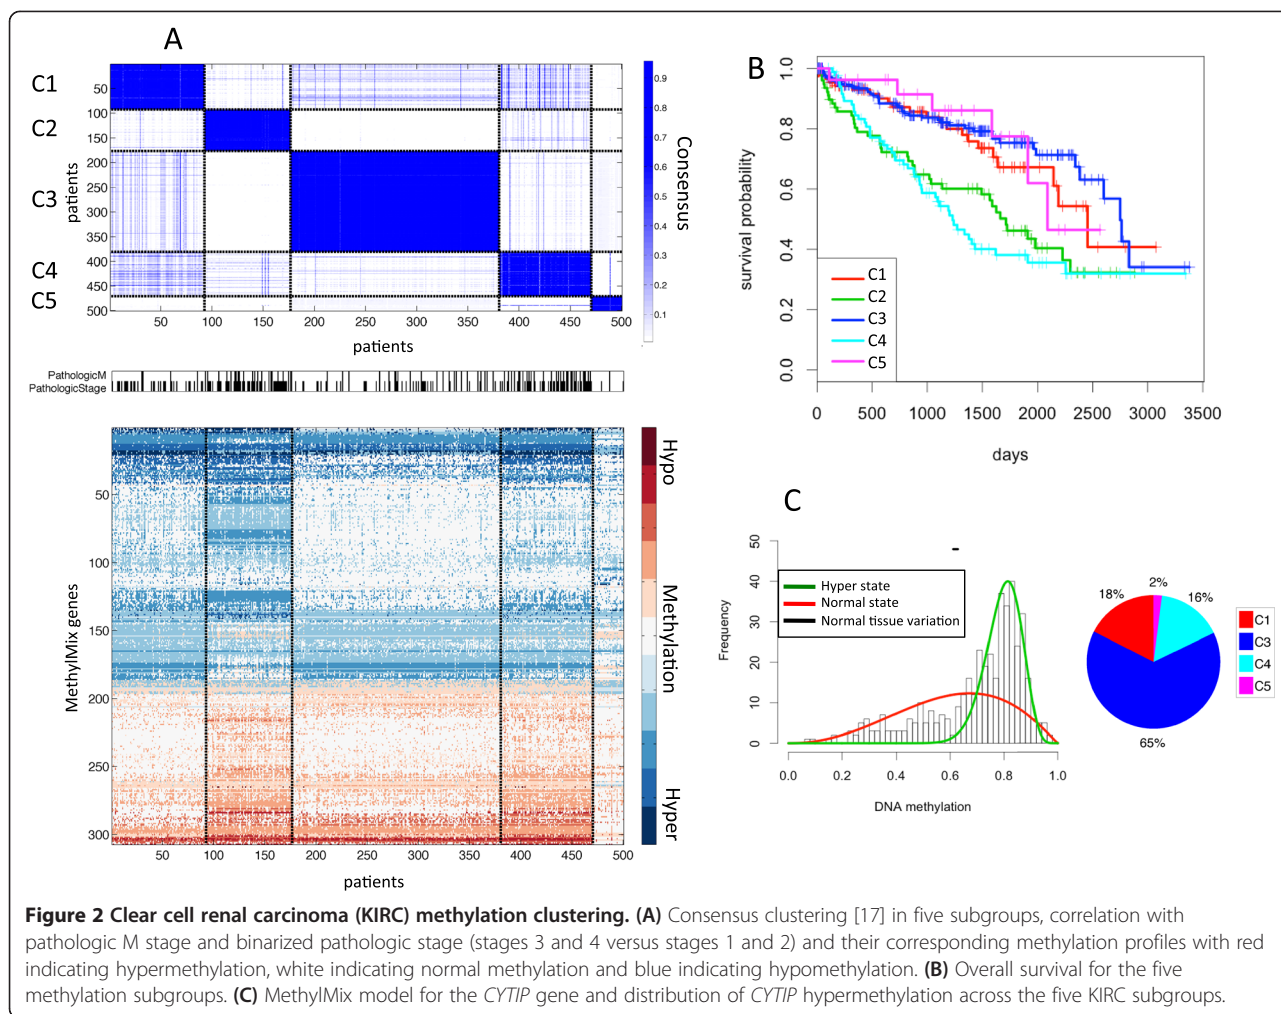 A
C1
C2
C3
C4
C5
patients
50
100
150
200
250
300
350
400
450
500
50 100 150 200 250 300 350 400 450 500
patients
0.9
0.8
0.7
0.6
0.5
0.4
0.3
0.2
0.1
Consensus
PathologicM
PathologicStage
MethylMix genes
50
100
150
200
250
300
50 100 150 200 250 300 350 400 450 500
patients
Hypo
Methylation
Hyper
B
survival probability
1.0
0.8
0.6
0.4
0.2
0.0
C1
C2
C3
C4
C5
0 500 1000 1500 2000 2500 3000 3500
days
C
Frequency
50
40
30
20
10
0
Hyper state
Normal state
Normal tissue variation
0.0 0.2 0.4 0.6 0.8 1.0
DNA methylation
2%
18%
16%
65%
C1
C3
C4
C5
Figure 2 Clear cell renal carcinoma (KIRC) methylation clustering. (A) Consensus clustering [17] in five subgroups, correlation with
pathologic M stage and binarized pathologic stage (stages 3 and 4 versus stages 1 and 2) and their corresponding methylation profiles with red
indicating hypermethylation, white indicating normal methylation and blue indicating hypomethylation. (B) Overall survival for the five
methylation subgroups. (C) MethylMix model for the CYTIP gene and distribution of CYTIP hypermethylation across the five KIRC subgroups.